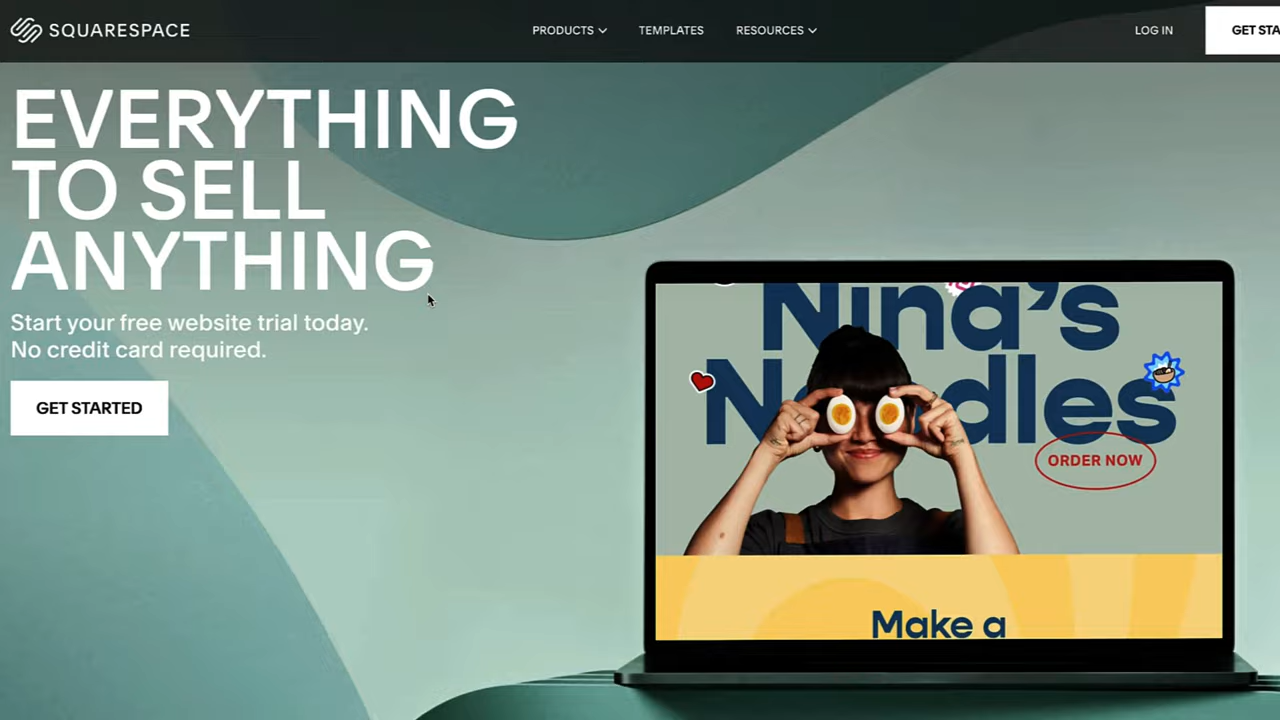 SQUARESPACE
PRODUCTS
TEMPLATES
RESOURCES
LOG IN
EVERYTHING
TO SELL
ANYTHING
Start your free website trial today.
No credit card required.
GET STARTED
Nina's
Noodles
ORDER NOW
Make a